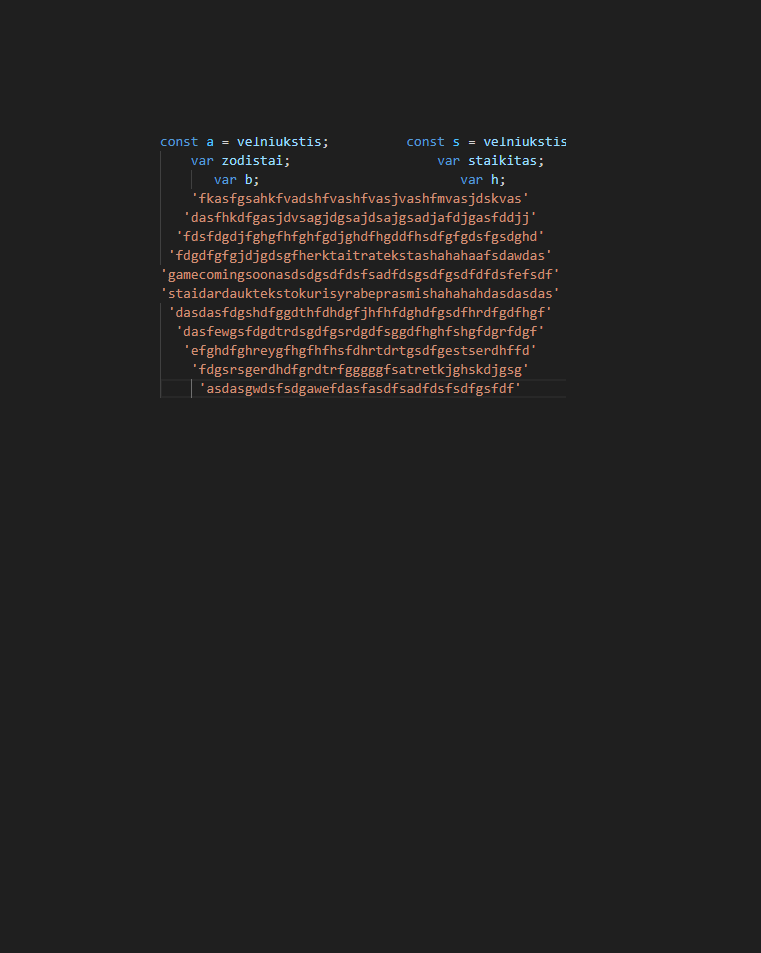 const a = velniukstis;          const s = velniukstis
var zodistai;                   var staikitas;
var b;                          var h;
'fkasfgsahkfvadshfvashfvasjvashfmvasjdskvas'
'dasfhkdfgasjdvsagjdgsajdsajgsadjafdjgasfddjj'
'fdsfdgdjfghgfhfghfgdjghdfhgddfhsdfgfgdsfgsdghd'
'fdgdfgfgjdjgdsgfherktaitratekstashahahaafsdawdas'
'gamecomingsoonasdsdgsdfdsfsadfdsgsdfgsdfdfdsfefsdf'
'staidardauktekstokurisyrabeprasmishahahahdasdasdas'
'dasdasfdgshdfggdthfdhdgfjhfhfdghdfgsdfhrdfgdfhgf'
'dasfewgsfdgdtrdsgdfgsrdgdfsggdfhghfshgfdgrfdgf'
'efghdfghreygfhgfhfhsfdhrtdrtgsdfgestserdhffd'
'fdgsrsgerdhdfgrdtrfgggggfsatretkjghskdjgsg'
'asdasgwdsfsdgawefdasfasdfsadfdsfsdfgsfdf'